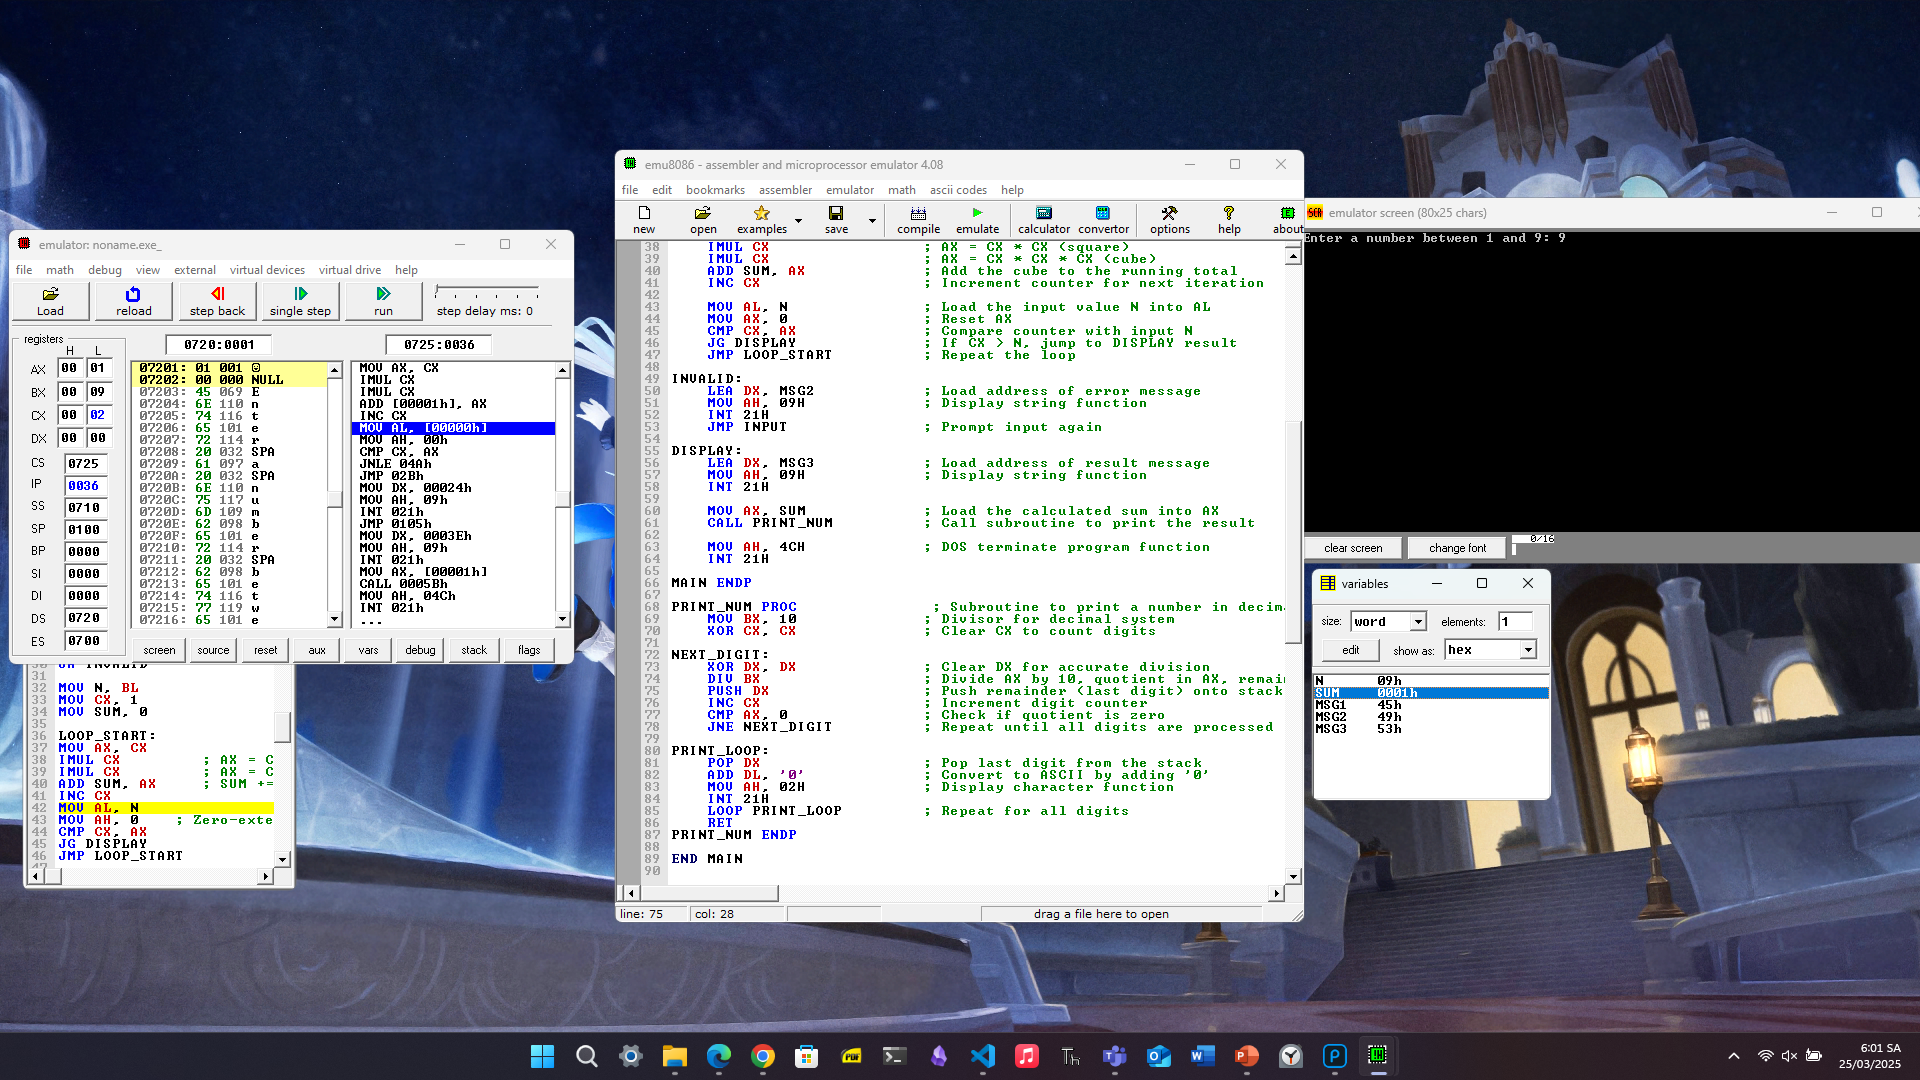 emu8086 - assembler and microprocessor emulator 4.08
file edit bookmarks assembler emulator math ascii codes help
new open examples save compile emulate calculator convertor options help about
38 IMUL CX ; AX = CX * CX (square)
39 IMUL CX ; AX = CX * CX * CX (cube)
40 ADD SUM, AX ; Add the cube to the running total
41 INC CX ; Increment counter for next iteration
42
43 MOV AL, N ; Load the input value N into AL
44 MOV AX, 0 ; Reset AX
45 CMP CX, AX ; Compare counter with input N
46 JG DISPLAY ; If CX > N, jump to DISPLAY result
47 JMP LOOP_START ; Repeat the loop
48
49 INVALID:
50 LEA DX, MSG2 ; Load address of error message
51 MOV AH, 09H ; Display string function
52 INT 21H
53 JMP INPUT ; Prompt input again
54
55 DISPLAY:
56 LEA DX, MSG3 ; Load address of result message
57 MOV AH, 09H ; Display string function
58 INT 21H
59
60 MOV AX, SUM ; Load the calculated sum into AX
61 CALL PRINT_NUM ; Call subroutine to print the result
62
63 MOV AH, 4CH ; DOS terminate program function
64 INT 21H
65
66 MAIN ENDP
67
68 PRINT_NUM PROC ; Subroutine to print a number in decim
69 MOV BX, 10 ; Divisor for decimal system
70 XOR CX, CX ; Clear CX to count digits
71
72 NEXT_DIGIT:
73 XOR DX, DX ; Clear DX for accurate division
74 DIV BX ; Divide AX by 10, quotient in AX, remai
75 PUSH DX ; Push remainder (last digit) onto stack
76 INC CX ; Increment digit counter
77 CMP AX, 0 ; Check if quotient is zero
78 JNE NEXT_DIGIT ; Repeat until all digits are processed
79
80 PRINT_LOOP:
81 POP DX ; Pop last digit from the stack
82 ADD DL, '0' ; Convert to ASCII by adding '0'
83 MOV AH, 02H ; Display character function
84 INT 21H
85 LOOP PRINT_LOOP ; Repeat for all digits
86 RET
87 PRINT_NUM ENDP
88
89 END MAIN
90
line: 75 col: 28 drag a file here to open
emulator: noname.exe_
file math debug view external virtual devices virtual drive help
Load reload step back single step run step delay ms: 0
registers 0720:0001 0725:0036
H L
AX 00 01
BX 00 09
CX 00 02
DX 00 00
CS 0725
IP 0036
SS 0710
SP 0100
BP 0000
SI 0000
DI 0000
DS 0720
ES 0700
07201: 01 001 ☺
07202: 00 000 NULL
07203: 45 069 E
07204: 6E 110 n
07205: 74 116 t
07206: 65 101 e
07207: 72 114 r
07208: 20 032 SPA
07209: 61 097 a
0720A: 20 032 SPA
0720B: 6E 110 n
0720C: 75 117 u
0720D: 6D 109 m
0720E: 62 098 b
0720F: 65 101 e
07210: 72 114 r
07211: 20 032 SPA
07212: 62 098 b
07213: 65 101 e
07214: 74 116 t
07215: 77 119 w
07216: 65 101 e
MOV AX, CX
IMUL CX
IMUL CX
ADD [00001h], AX
INC CX
MOV AL, [00000h]
MOV AH, 00h
CMP CX, AX
JNLE 04Ah
JMP 02Bh
MOV DX, 00024h
MOV AH, 09h
INT 021h
JMP 0105h
MOV DX, 0003Eh
MOV AH, 09h
INT 021h
MOV AX, [00001h]
CALL 0005Bh
MOV AH, 04Ch
INT 021h
...
screen source reset aux vars debug stack flags
31
32 MOV N, BL
33 MOV CX, 1
34 MOV SUM, 0
35
36 LOOP_START:
37 MOV AX, CX
38 IMUL CX ; AX = C
39 IMUL CX ; AX = C
40 ADD SUM, AX ; SUM +=
41 INC CX
42 MOV AL, N
43 MOV AH, 0 ; Zero-exte
44 CMP CX, AX
45 JG DISPLAY
46 JMP LOOP_START
emulator screen (80x25 chars)
Enter a number between 1 and 9: 9
clear screen change font 0/16
variables
size: word elements: 1
edit show as: hex
N 09h
SUM 0001h
MSG1 45h
MSG2 49h
MSG3 53h
6:01 SA
25/03/2025